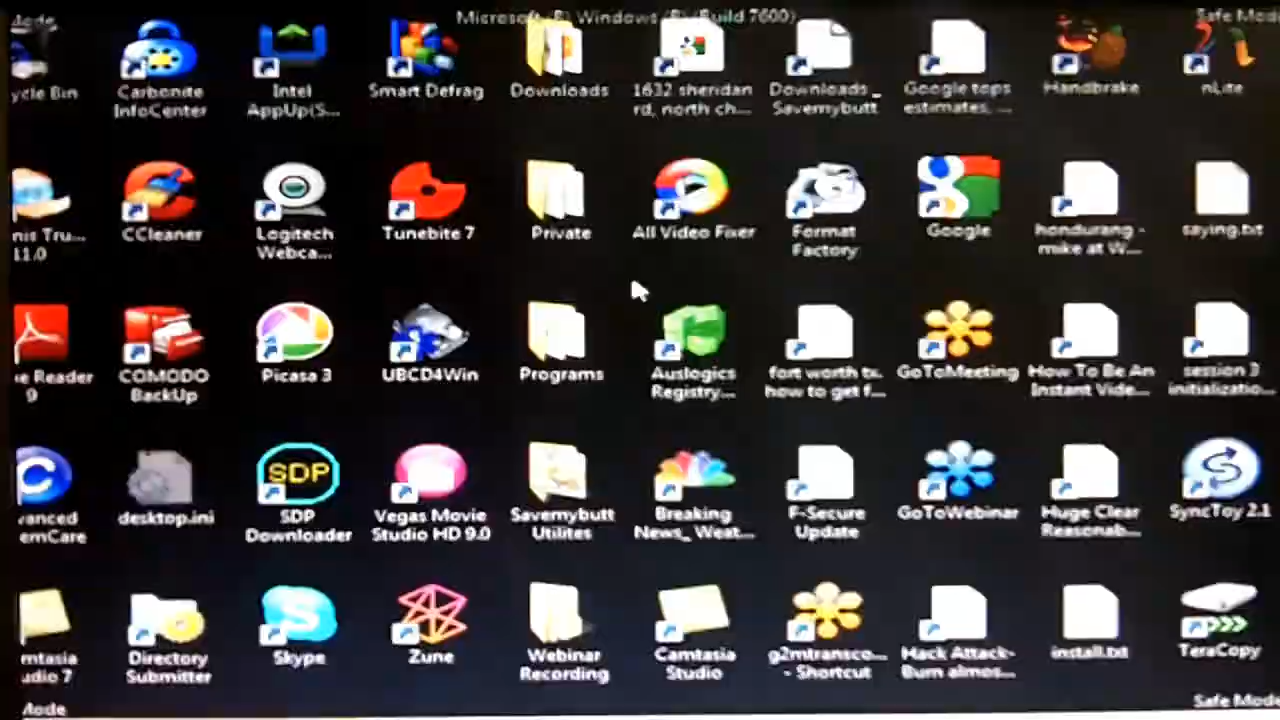 Mode
Microsoft (R) Windows (R) (Build 7600)
Safe Mode
ycle Bin
Carbonite
InfoCenter
Intel
AppUp(S...
Smart Defrag
Downloads
1632 sheridan
rd, north ch...
Downloads _
Savemybutt
Google tops
estimates, ...
Handbrake
nLite
nis Tru...
11.0
CCleaner
Logitech
Webca...
Tunebite 7
Private
All Video Fixer
Format
Factory
Google
hondurang -
mike at W...
saying.txt
e Reader
9
COMODO
BackUp
Picasa 3
UBCD4Win
Programs
Auslogics
Registry...
fort worth tx.
how to get f...
GoToMeeting
How To Be An
Instant Vide...
session 3
initializatio...
vanced
emCare
desktop.ini
SDP
SDP
Downloader
Vegas Movie
Studio HD 9.0
Savemybutt
Utilites
Breaking
News_ Weat...
F-Secure
Update
GoToWebinar
Huge Clear
Reasonab...
SyncToy 2.1
mtasia
udio 7
Directory
Submitter
Skype
Zune
Webinar
Recording
Camtasia
Studio
g2mtransco...
- Shortcut
Hack Attack-
Burn almos...
install.txt
TeraCopy
Mode
Safe Mode